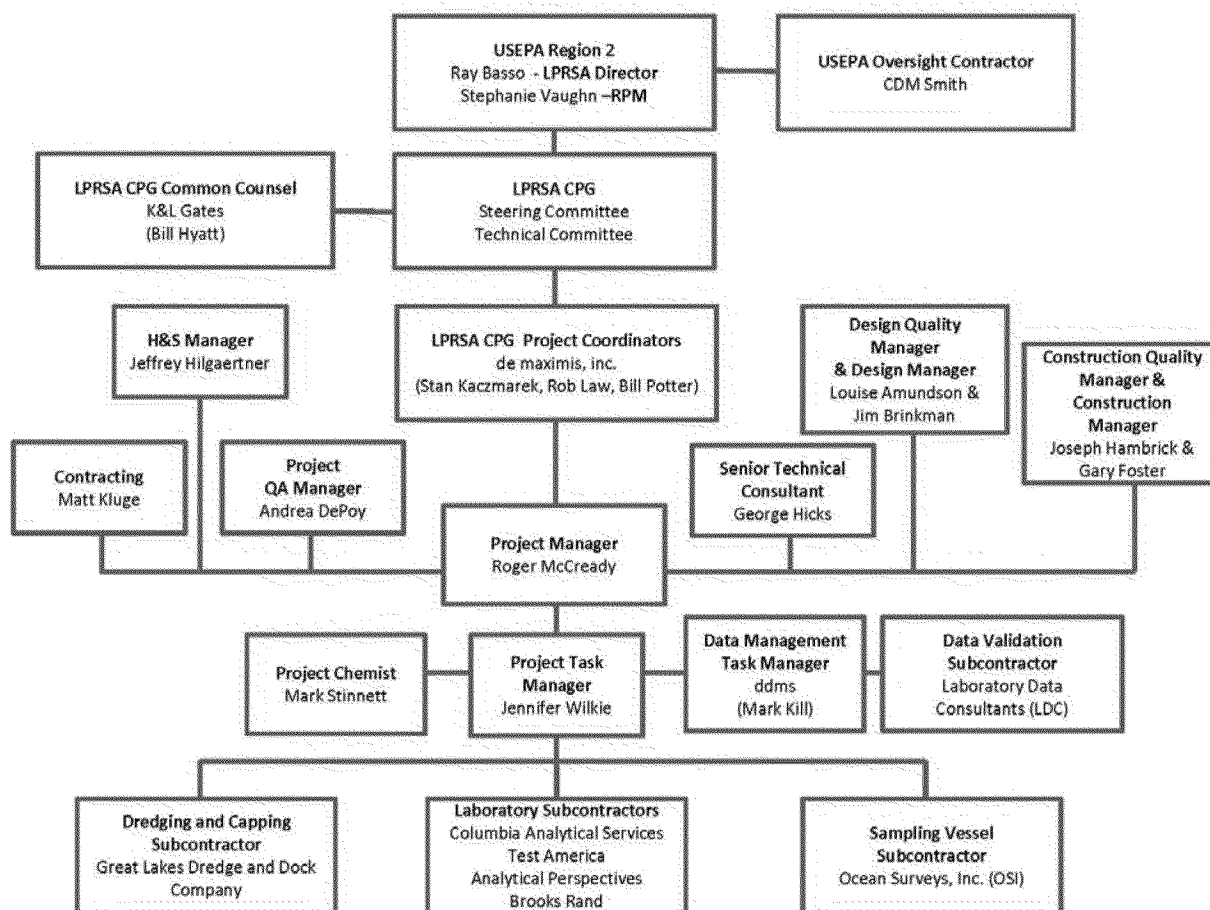 USEPA Region 2
Ray Basso - LPRSA Director
Stephanie Vaughn –RPM
USEPA Oversight Contractor
CDM Smith
LPRSA CPG Common Counsel
K&L Gates
(Bill Hyatt)
LPRSA CPG
Steering Committee
Technical Committee
H&S Manager
Jeffrey Hilgaertner
LPRSA CPG Project Coordinators
de maximis, inc.
(Stan Kaczmarek, Rob Law, Bill Potter)
Design Quality
Manager
& Design Manager
Louise Amundson &
Jim Brinkman
Construction Quality
Manager &
Construction
Manager
Joseph Hambrick &
Gary Foster
Contracting
Matt Kluge
Project
QA Manager
Andrea DePoy
Senior Technical
Consultant
George Hicks
Project Manager
Roger McCready
Project Chemist
Mark Stinnett
Project Task
Manager
Jennifer Wilkie
Data Management
Task Manager
ddms
(Mark Kill)
Data Validation
Subcontractor
Laboratory Data
Consultants (LDC)
Dredging and Capping
Subcontractor
Great Lakes Dredge and Dock
Company
Laboratory Subcontractors
Columbia Analytical Services
Test America
Analytical Perspectives
Brooks Rand
Sampling Vessel
Subcontractor
Ocean Surveys, Inc. (OSI)